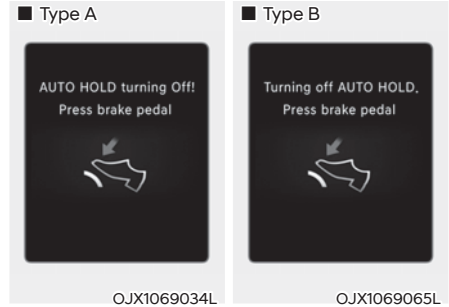 ■ Type A
AUTO HOLD turning Off!
Press brake pedal
OJX1069034L
■ Type B
Turning off AUTO HOLD,
Press brake pedal
OJX1069065L